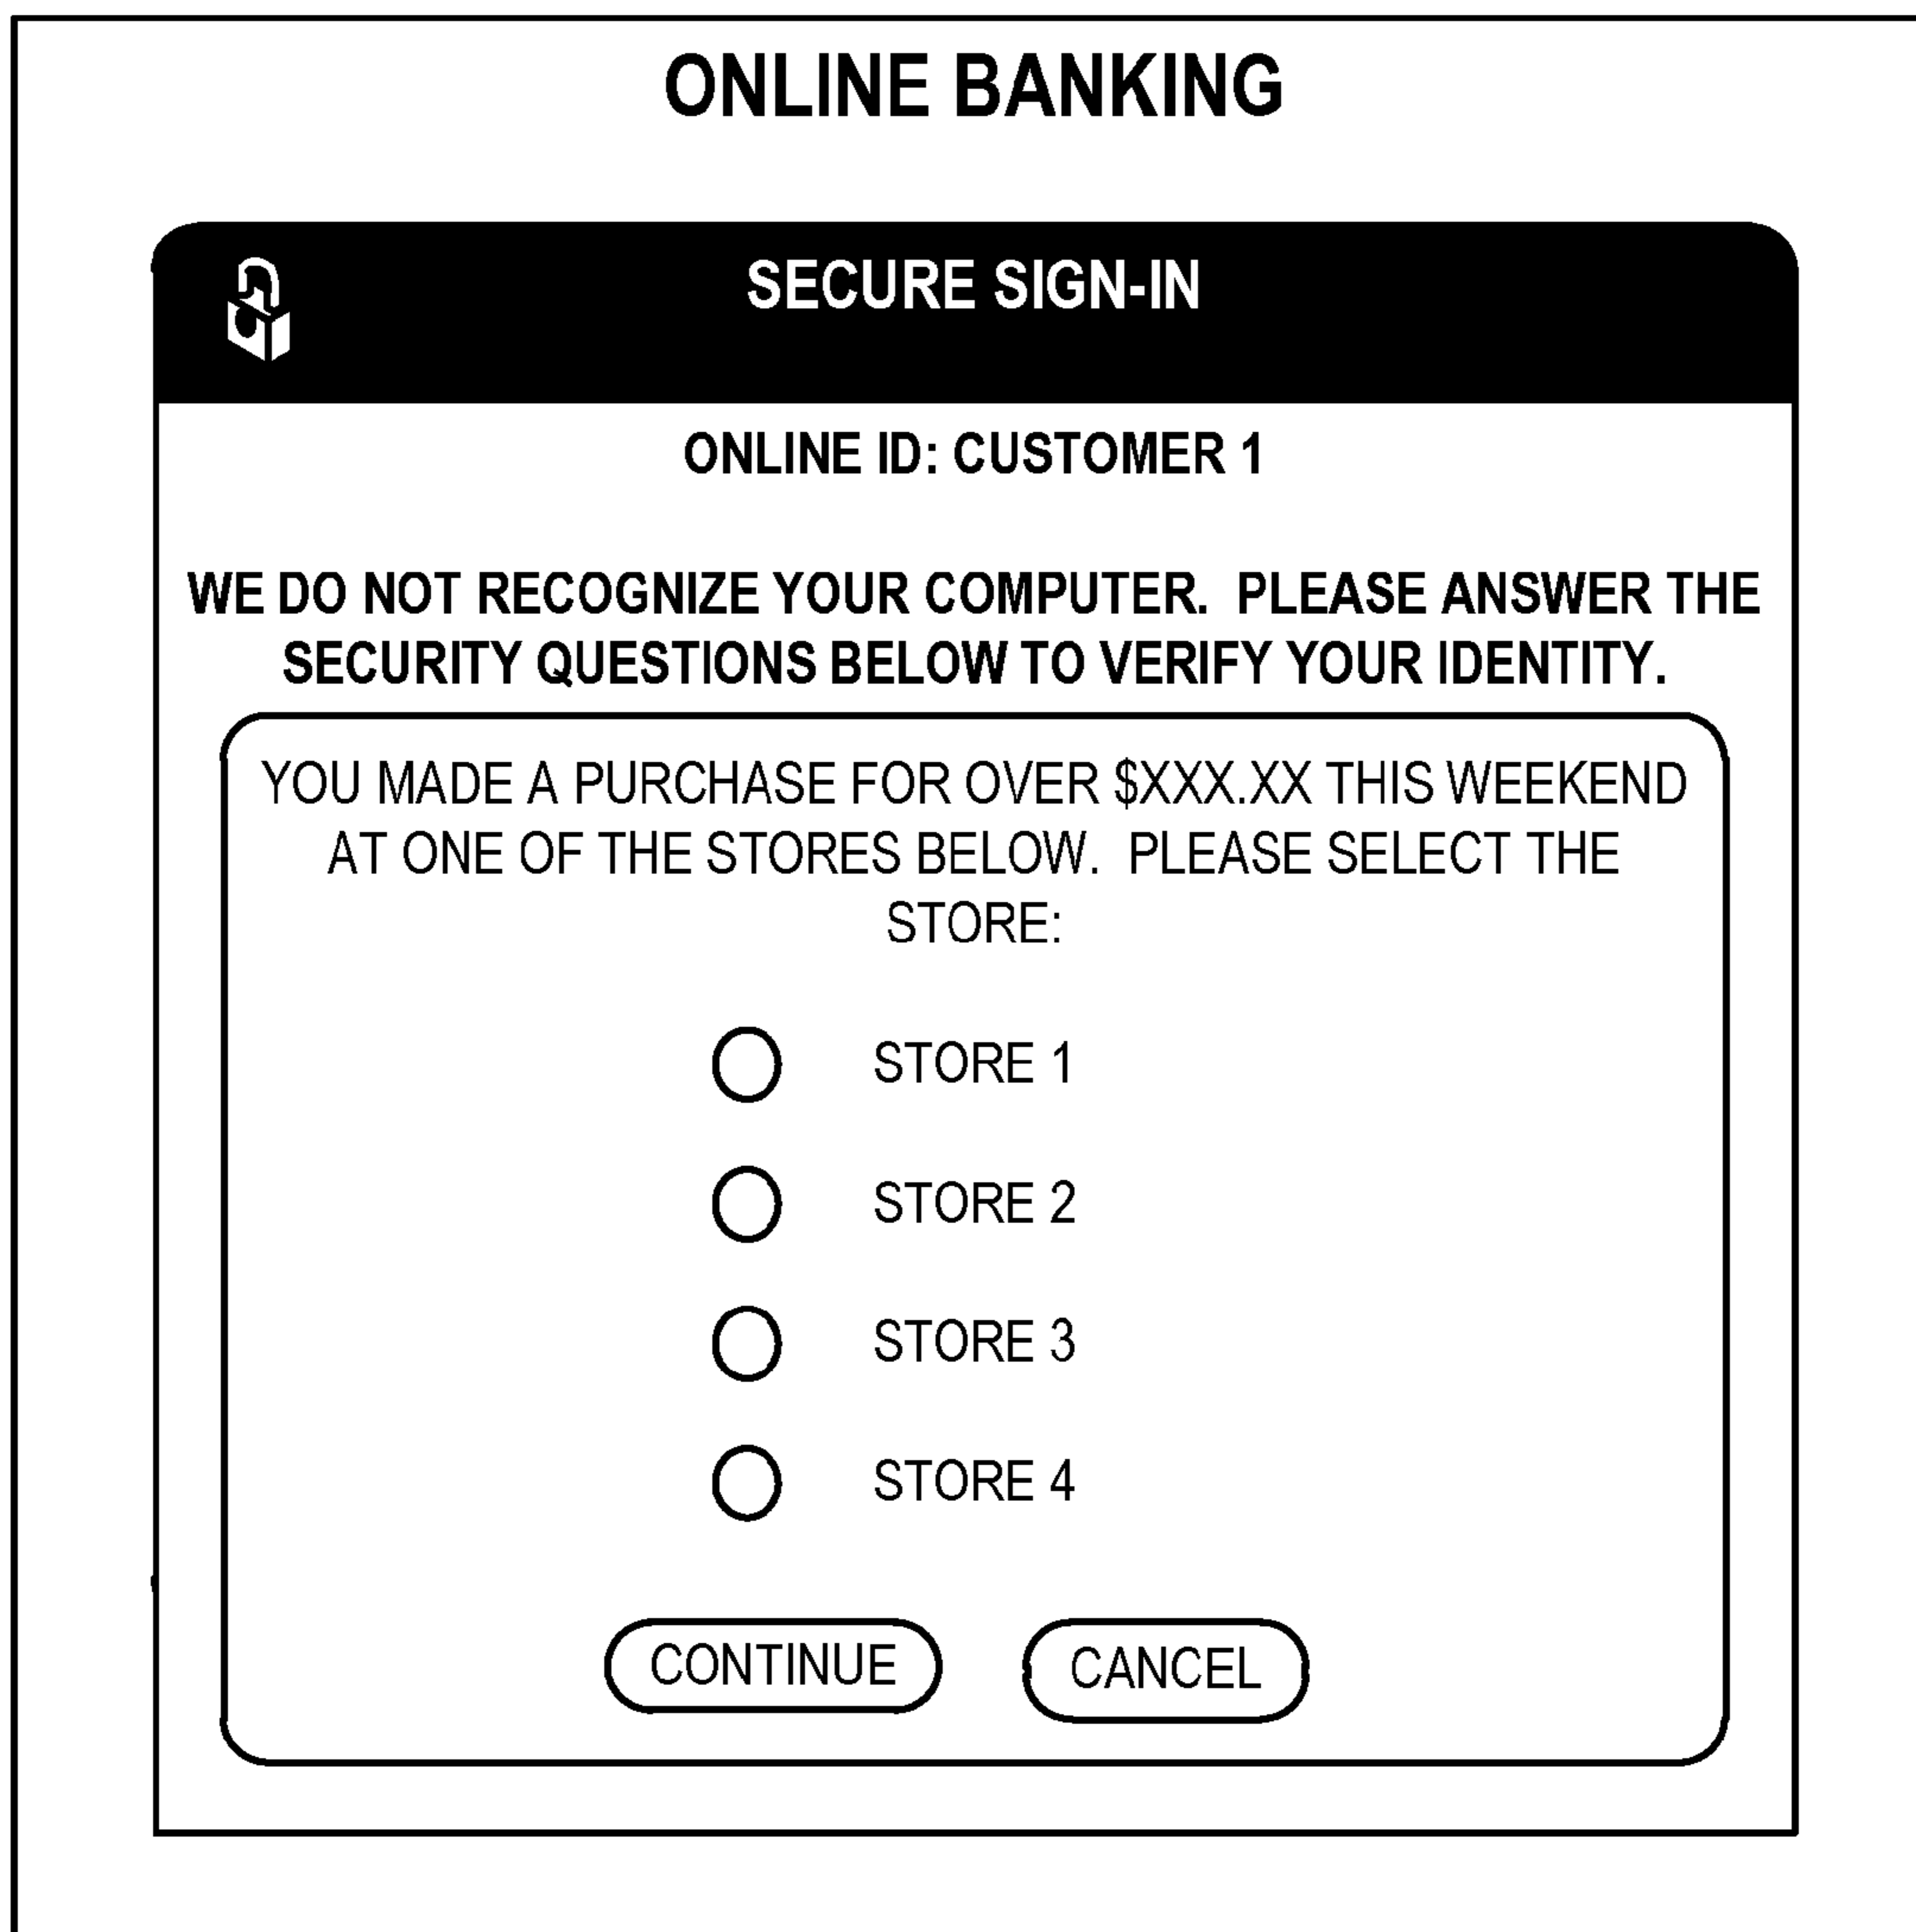 ONLINE BANKING
SECURE SIGN-IN
ONLINE ID: CUSTOMER 1
WE DO NOT RECOGNIZE YOUR COMPUTER. PLEASE ANSWER THE
SECURITY QUESTIONS BELOW TO VERIFY YOUR IDENTITY.
YOU MADE A PURCHASE FOR OVER $XXX.XX THIS WEEKEND
AT ONE OF THE STORES BELOW. PLEASE SELECT THE
STORE:
STORE 1
STORE 2
STORE 3
STORE 4
CONTINUE CANCEL